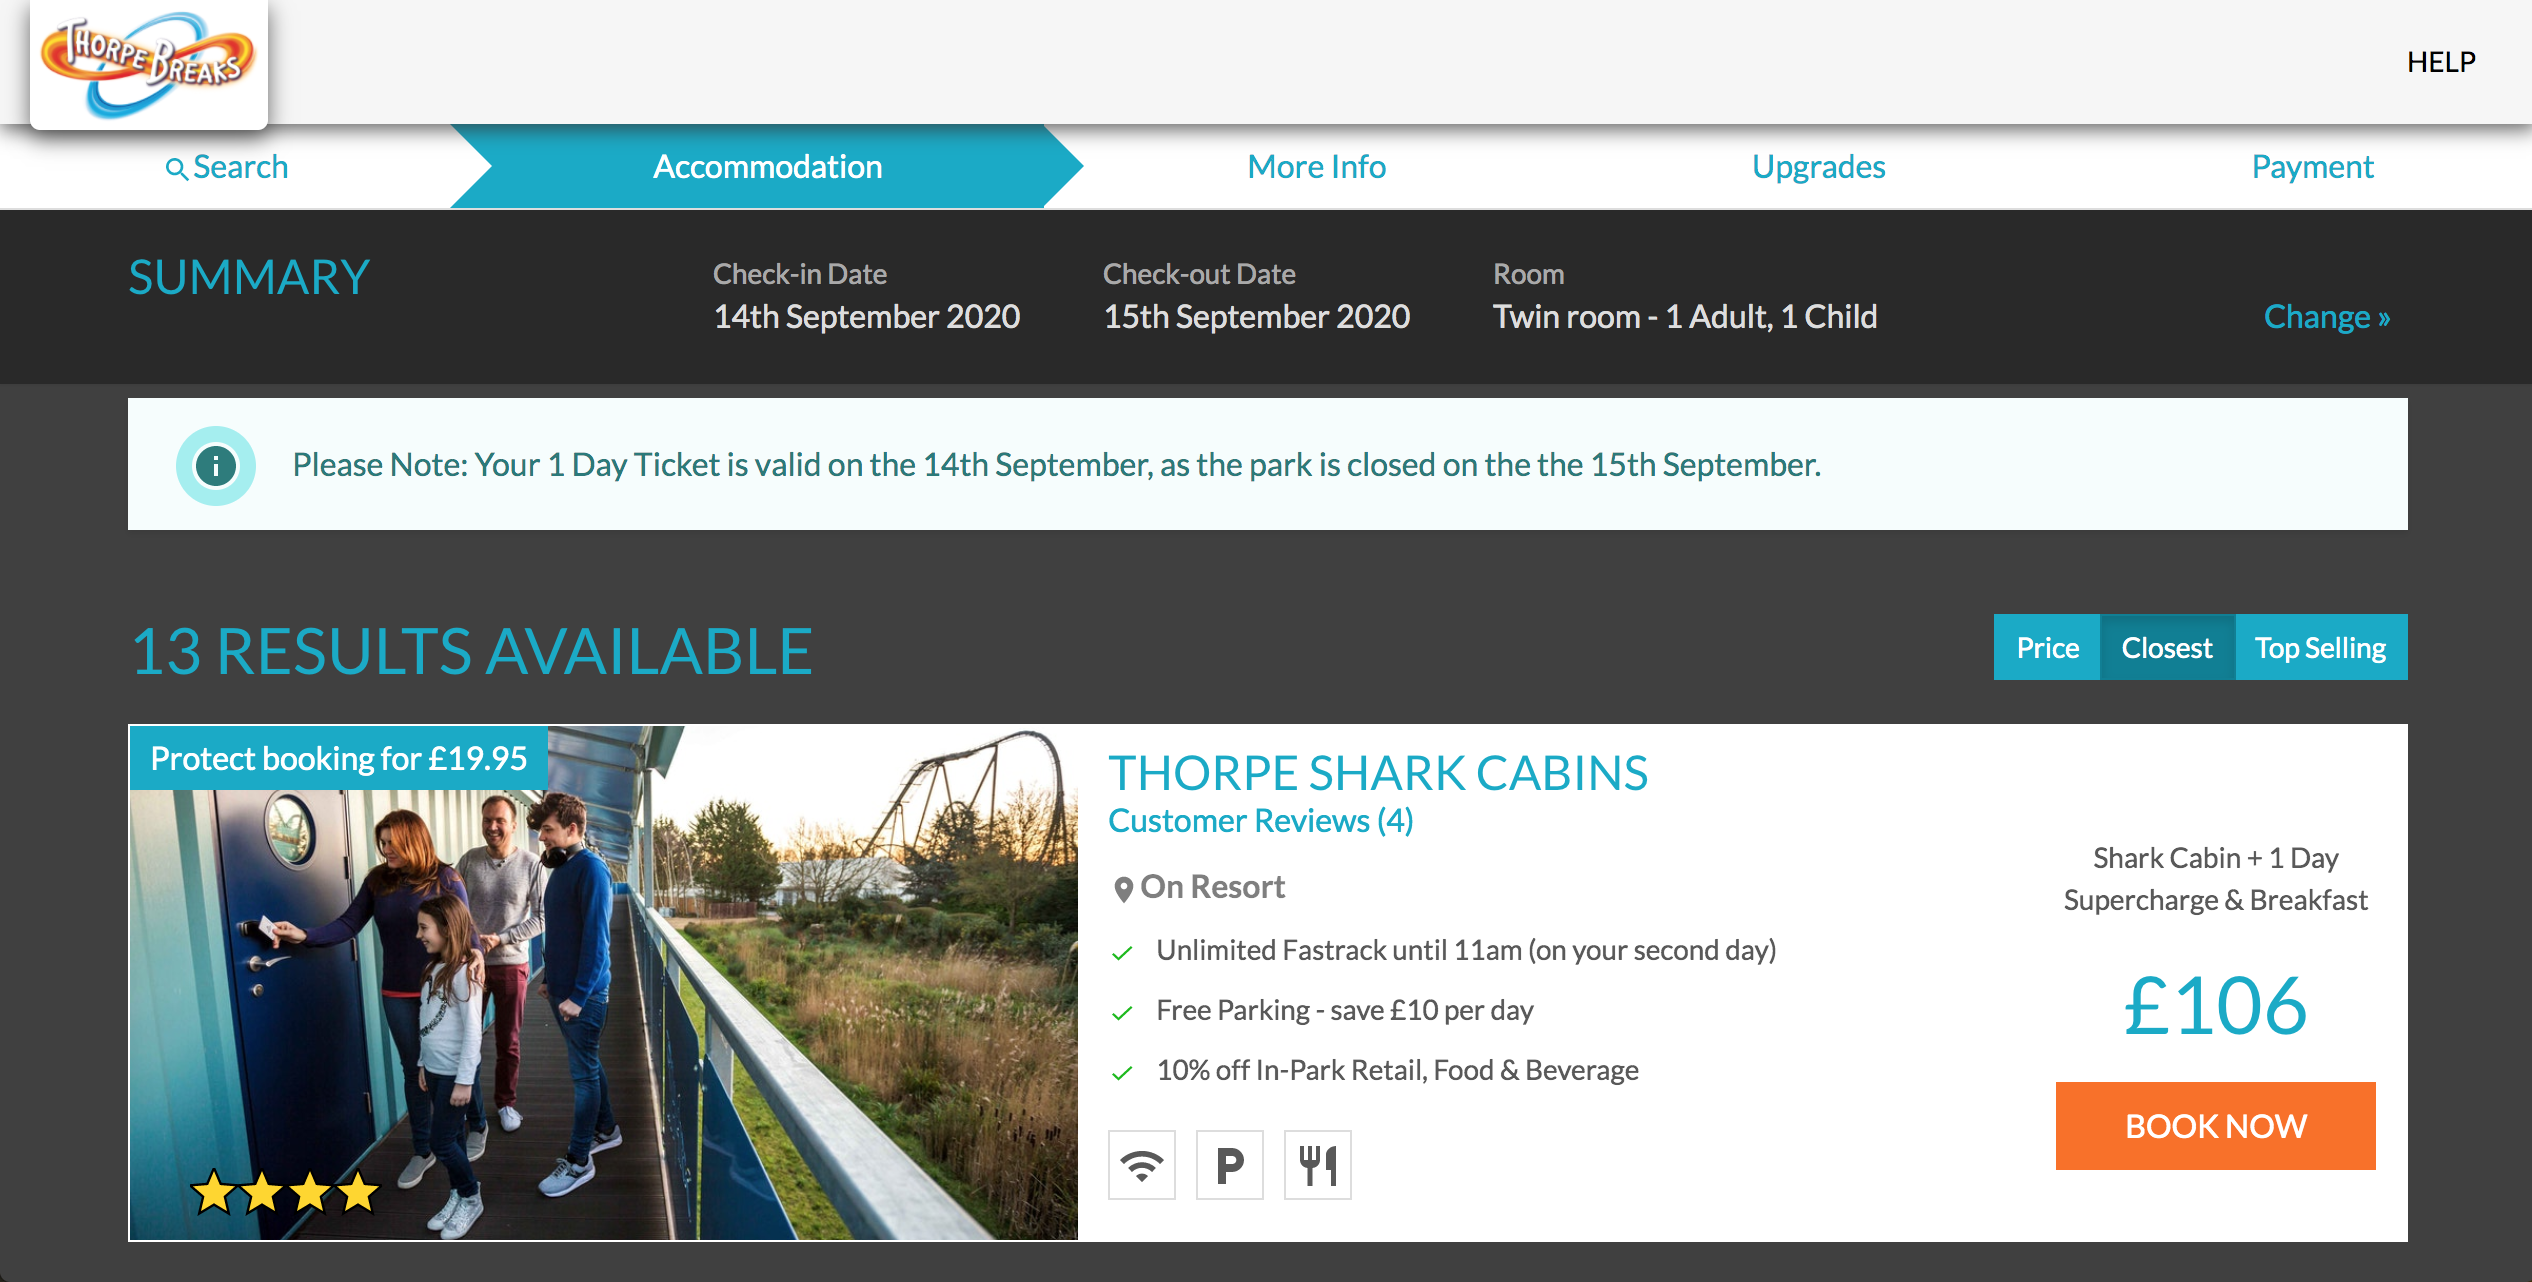 THORPE BREAKS
HELP
Search
Accommodation
More Info
Upgrades
Payment
SUMMARY
Check-in Date
14th September 2020
Check-out Date
15th September 2020
Room
Twin room - 1 Adult, 1 Child
Change »
Please Note: Your 1 Day Ticket is valid on the 14th September, as the park is closed on the the 15th September.
13 RESULTS AVAILABLE
Price
Closest
Top Selling
Protect booking for £19.95
THORPE SHARK CABINS
Customer Reviews (4)
On Resort
Unlimited Fastrack until 11am (on your second day)
Free Parking - save £10 per day
10% off In-Park Retail, Food & Beverage
P
Shark Cabin + 1 Day
Supercharge & Breakfast
£106
BOOK NOW